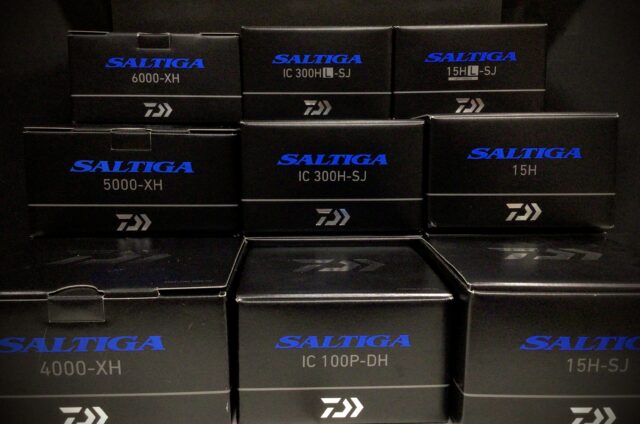 SALTIGA
6000-XH
SALTIGA
IC 300HL-SJ
SALTIGA
15HL-SJ
SALTIGA
5000-XH
SALTIGA
IC 300H-SJ
SALTIGA
15H
SALTIGA
4000-XH
SALTIGA
IC 100P-DH
SALTIGA
15H-SJ